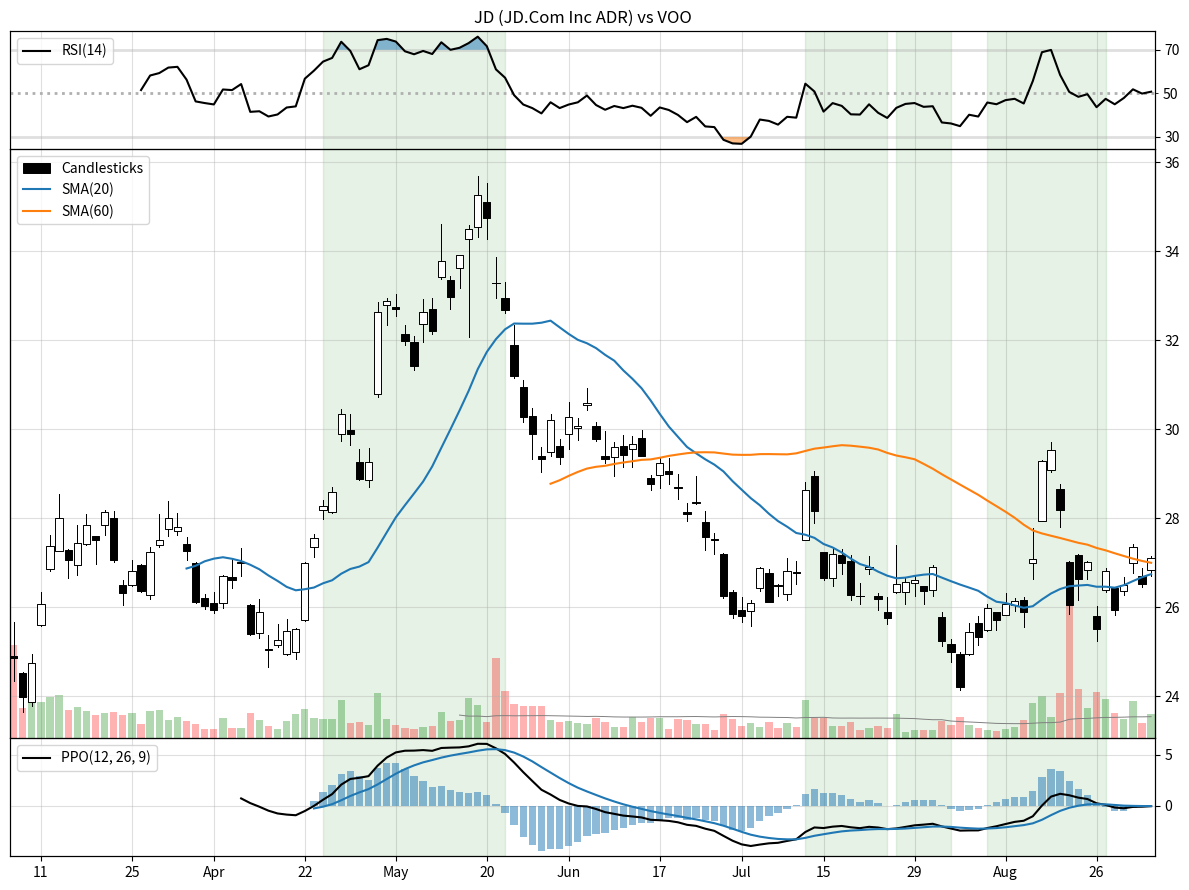 JD (JD.Com Inc ADR) vs VOO
RSI(14)
70
50
30
Candlesticks
SMA(20)
SMA(60)
36
34
32
30
28
26
24
PPO(12, 26, 9)
5
0
11 25 Apr 22 May 20 Jun 17 Jul 15 29 Aug 26